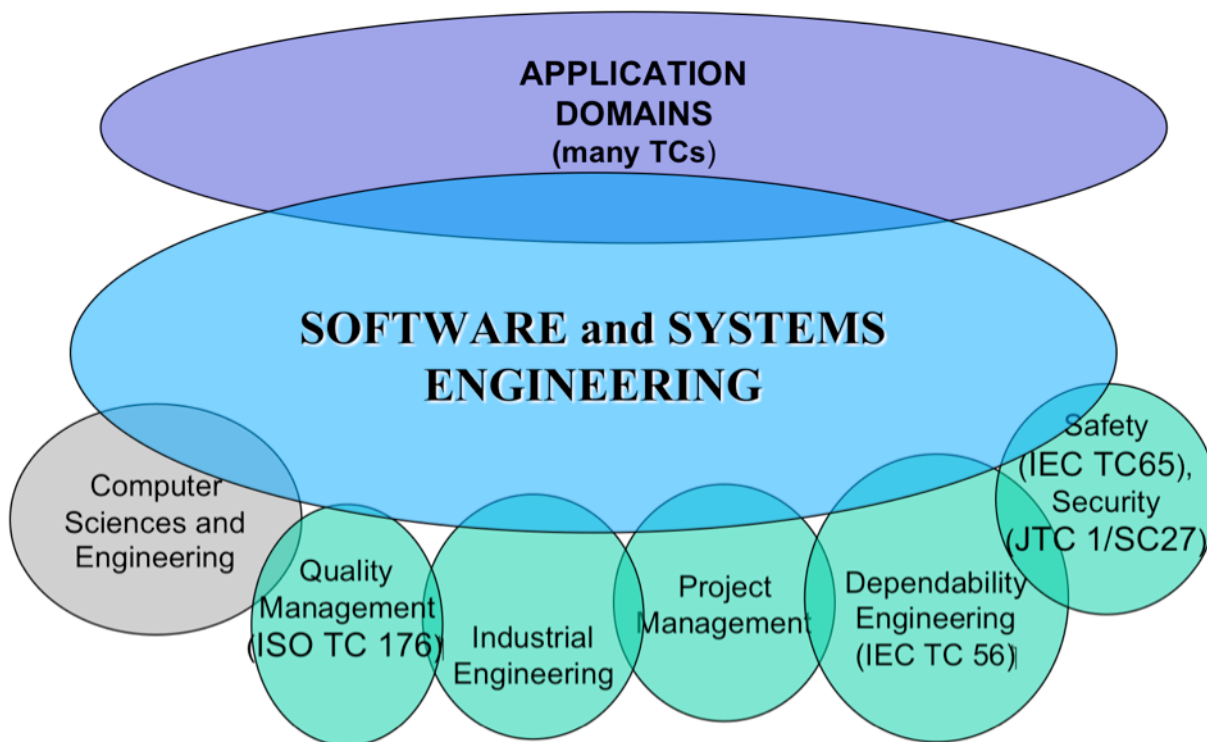 APPLICATION
DOMAINS
(many TCs)
SOFTWARE and SYSTEMS
ENGINEERING
Computer
Sciences and
Engineering
Quality
Management
(ISO TC 176)
Industrial
Engineering
Project
Management
Dependability
Engineering
(IEC TC 56)
Safety
(IEC TC65),
Security
(JTC 1/SC27)